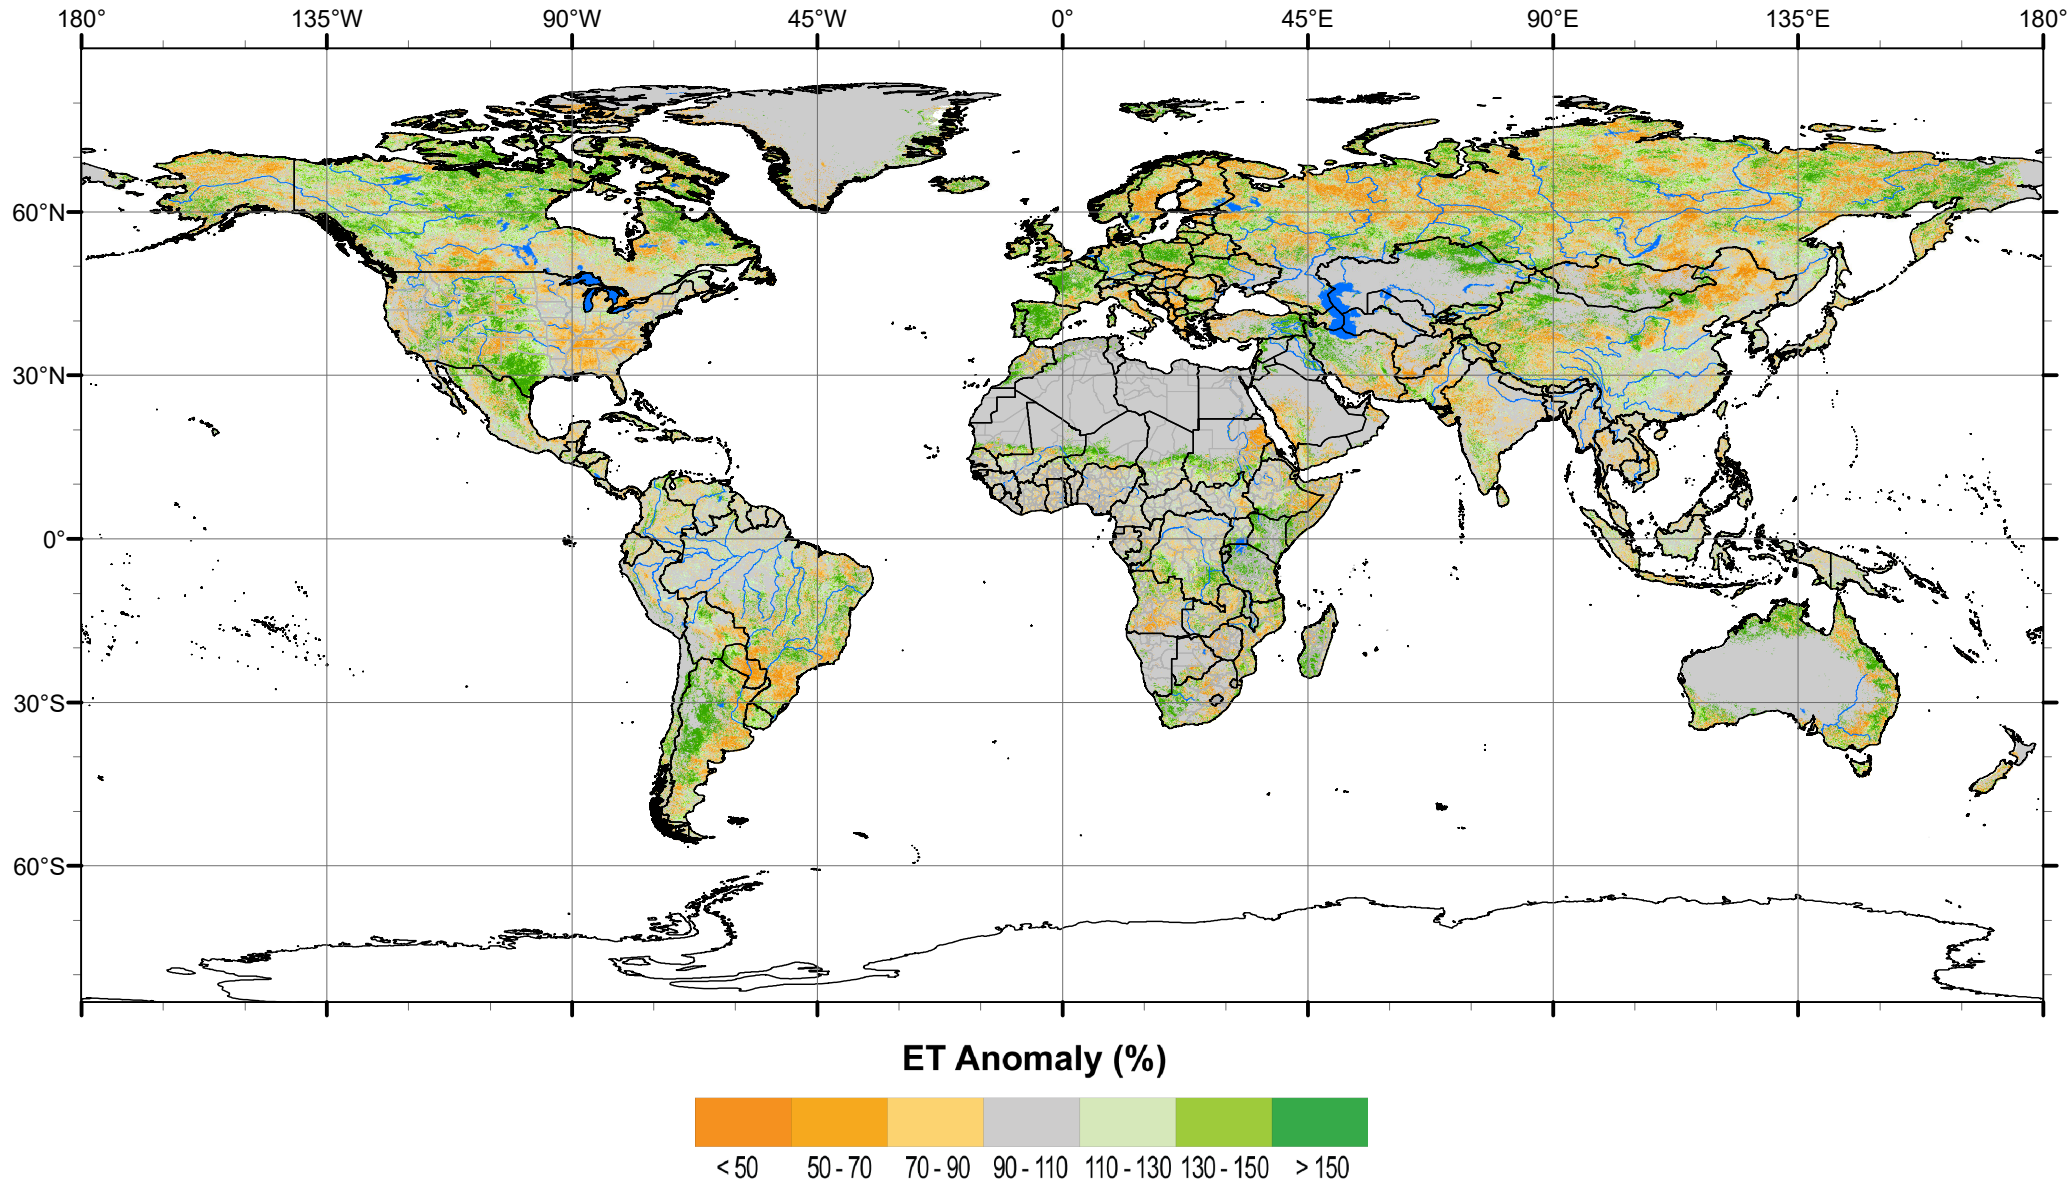 180° 135°W 90°W 45°W 0° 45°E 90°E 135°E 180°
60°N
30°N
0°
30°S
60°S
ET Anomaly (%)
< 50 50 - 70 70 - 90 90 - 110 110 - 130 130 - 150 > 150